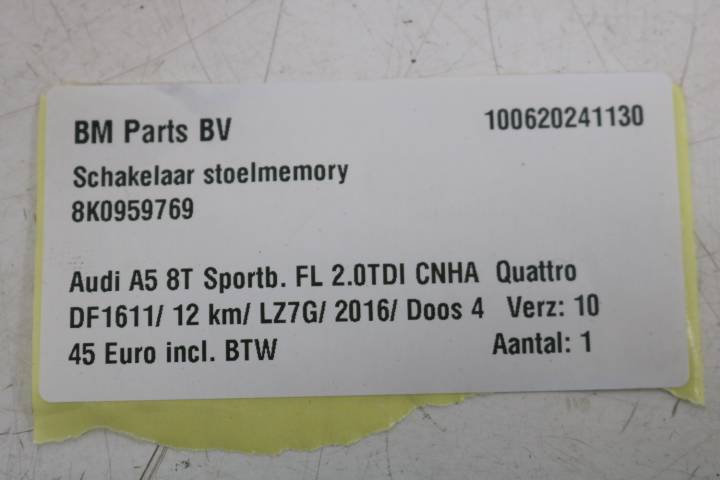 BM Parts BV 100620241130
Schakelaar stoelmemory
8K0959769
Audi A5 8T Sportb. FL 2.0TDI CNHA Quattro
DF1611/ 12 km/ LZ7G/ 2016/ Doos 4 Verz: 10
45 Euro incl. BTW Aantal: 1